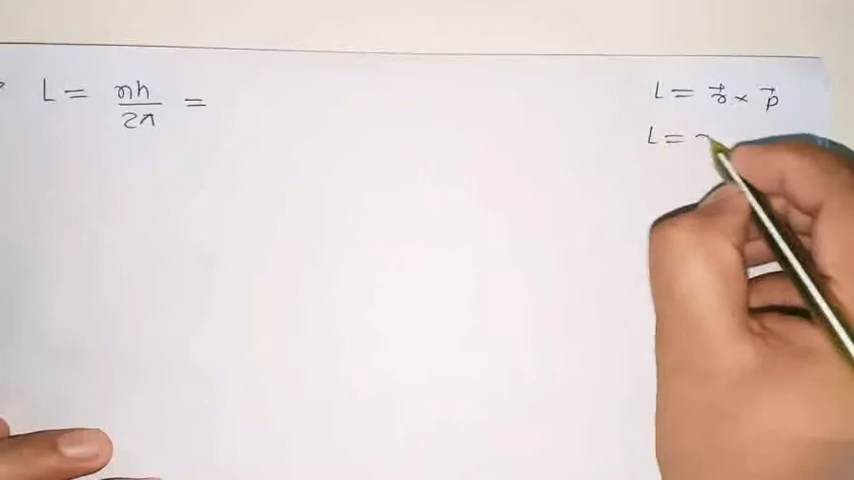 L = nh/2π =
L = r⃗ × p⃗
L =